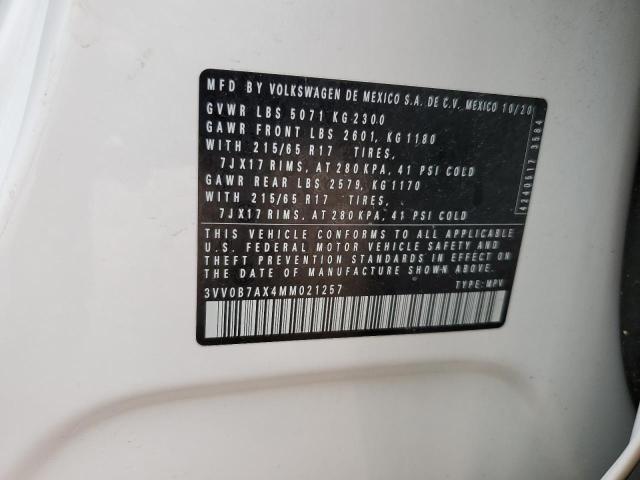 MFD BY VOLKSWAGEN DE MEXICO S.A. DE C.V. MEXICO 10/20
GVWR LBS 5071 KG 2300
GAWR FRONT LBS 2601, KG 1180
WITH 215/65 R17 TIRES,
7JX17 RIMS, AT 280 KPA, 41 PSI COLD
GAWR REAR LBS 2579, KG 1170
WITH 215/65 R17 TIRES,
7JX17 RIMS, AT 280 KPA, 41 PSI COLD
THIS VEHICLE CONFORMS TO ALL APPLICABLE
U.S. FEDERAL MOTOR VEHICLE SAFETY AND
THEFT PREVENTION STANDARDS IN EFFECT ON
THE DATE OF MANUFACTURE SHOWN ABOVE
3VV0B7AX4MM021257 TYPE: MPV
4240517 3584